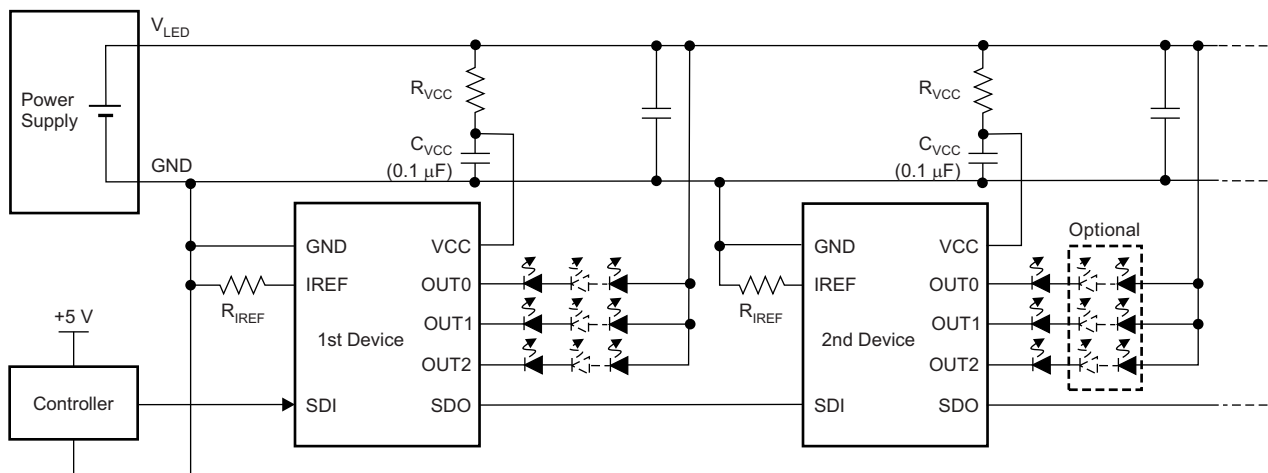 V_LED
R_VCC
R_VCC
Power
Supply
C_VCC
(0.1 μF)
C_VCC
(0.1 μF)
GND
GND
VCC
GND
VCC
Optional
IREF
OUT0
IREF
OUT0
R_IREF
R_IREF
+5 V
OUT1
OUT1
1st Device
2nd Device
OUT2
OUT2
Controller
SDI
SDO
SDI
SDO